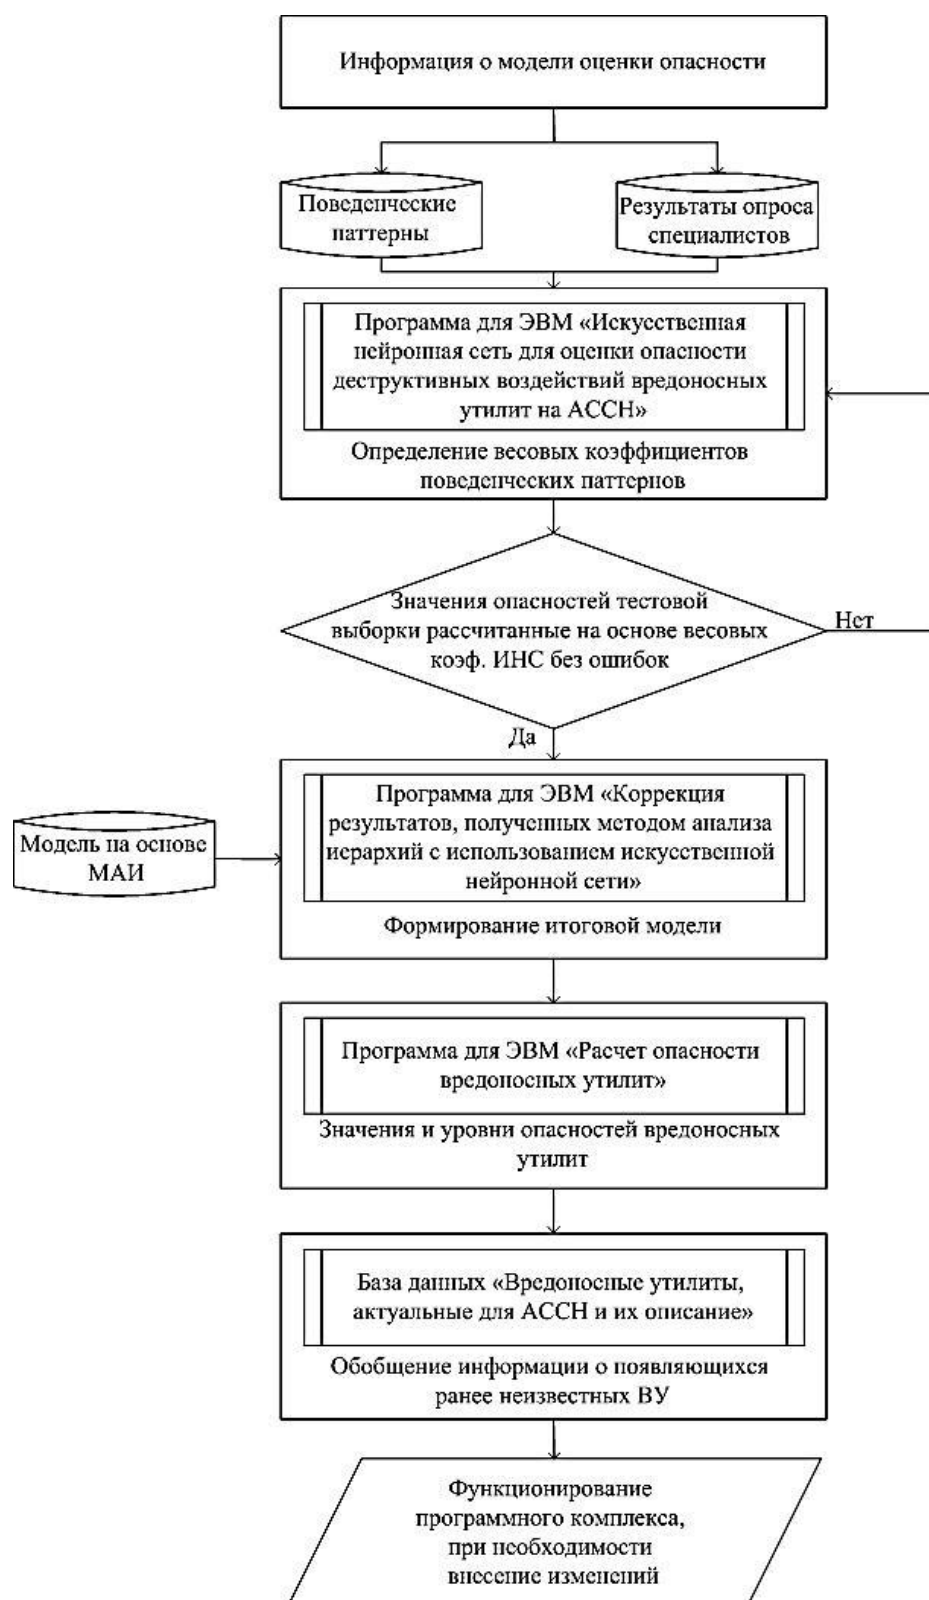 Информация о модели оценки опасности
Поведенческие
паттерны
Результаты опроса
специалистов
Программа для ЭВМ «Искусственная
нейронная сеть для оценки опасности
деструктивных воздействий вредоносных
утилит на АССН»
Определение весовых коэффициентов
поведенческих паттернов
Значения опасностей тестовой
выборки рассчитанные на основе весовых
коэф. ИНС без ошибок
Нет
Да
Программа для ЭВМ «Коррекция
результатов, полученных методом анализа
иерархий с использованием искусственной
нейронной сети»
Модель на основе
МАИ
Формирование итоговой модели
Программа для ЭВМ «Расчет опасности
вредоносных утилит»
Значения и уровни опасностей вредоносных
утилит
База данных «Вредоносные утилиты,
актуальные для АССН и их описание»
Обобщение информации о появляющихся
ранее неизвестных ВУ
Функционирование
программного комплекса,
при необходимости
внесение изменений